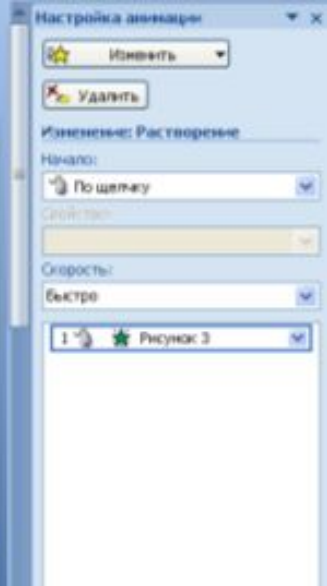 Настройка анимации
Изменить
Удалить
Изменение: Растворение
Начало:
По щелчку
Свойство:
Скорость:
Быстро
1 Рисунок 3